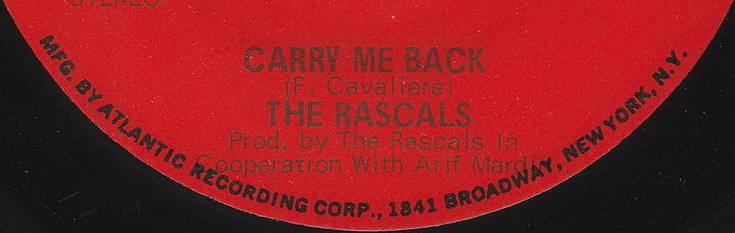 STEREO
CARRY ME BACK
(F. Cavaliere)
THE RASCALS
Prod. by The Rascals In
Cooperation With Arif Mardin
MFG. BY ATLANTIC RECORDING CORP., 1841 BROADWAY, NEW YORK, N.Y.